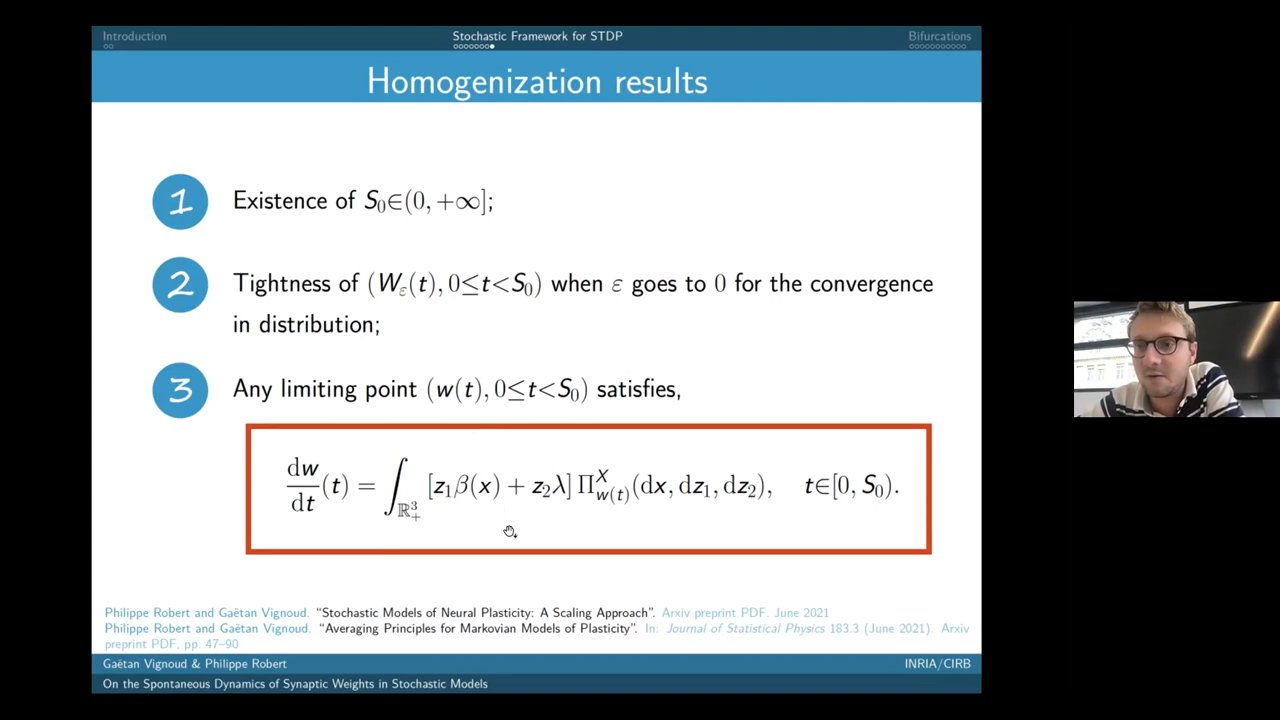 Introduction
Stochastic Framework for STDP
Bifurcations
Homogenization results
1 Existence of S₀∈(0, +∞];
2 Tightness of (W_ε(t), 0≤t<S₀) when ε goes to 0 for the convergence
in distribution;
3 Any limiting point (w(t), 0≤t<S₀) satisfies,
dw/dt (t) = ∫_{ℝ₊³} [z₁β(x) + z₂λ] Π^X_{w(t)}(dx, dz₁, dz₂), t∈[0, S₀).
Philippe Robert and Gaëtan Vignoud. “Stochastic Models of Neural Plasticity: A Scaling Approach”. Arxiv preprint PDF. June 2021
Philippe Robert and Gaëtan Vignoud. “Averaging Principles for Markovian Models of Plasticity”. In: Journal of Statistical Physics 183.3 (June 2021). Arxiv
preprint PDF, pp. 47–90
Gaëtan Vignoud & Philippe Robert
INRIA/CIRB
On the Spontaneous Dynamics of Synaptic Weights in Stochastic Models